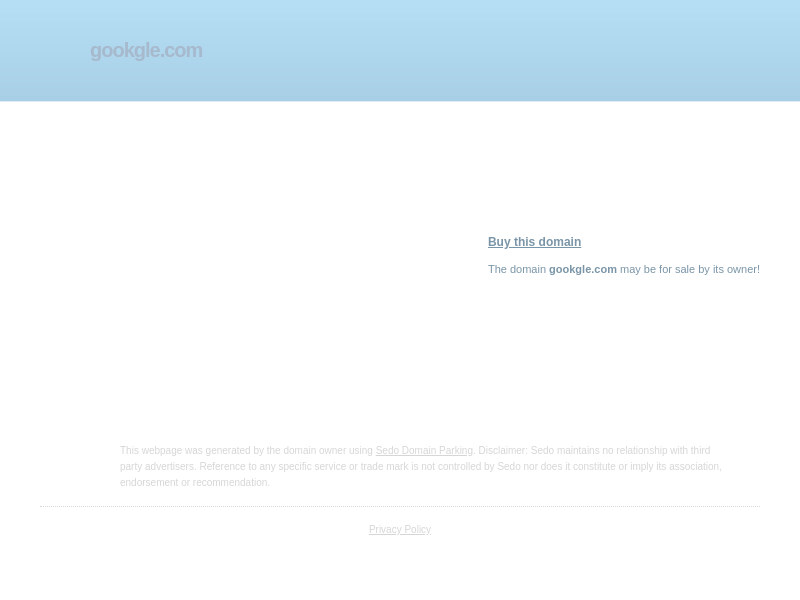 gookgle.com
Buy this domain
The domain gookgle.com may be for sale by its owner!
This webpage was generated by the domain owner using Sedo Domain Parking. Disclaimer: Sedo maintains no relationship with third
party advertisers. Reference to any specific service or trade mark is not controlled by Sedo nor does it constitute or imply its association,
endorsement or recommendation.
Privacy Policy